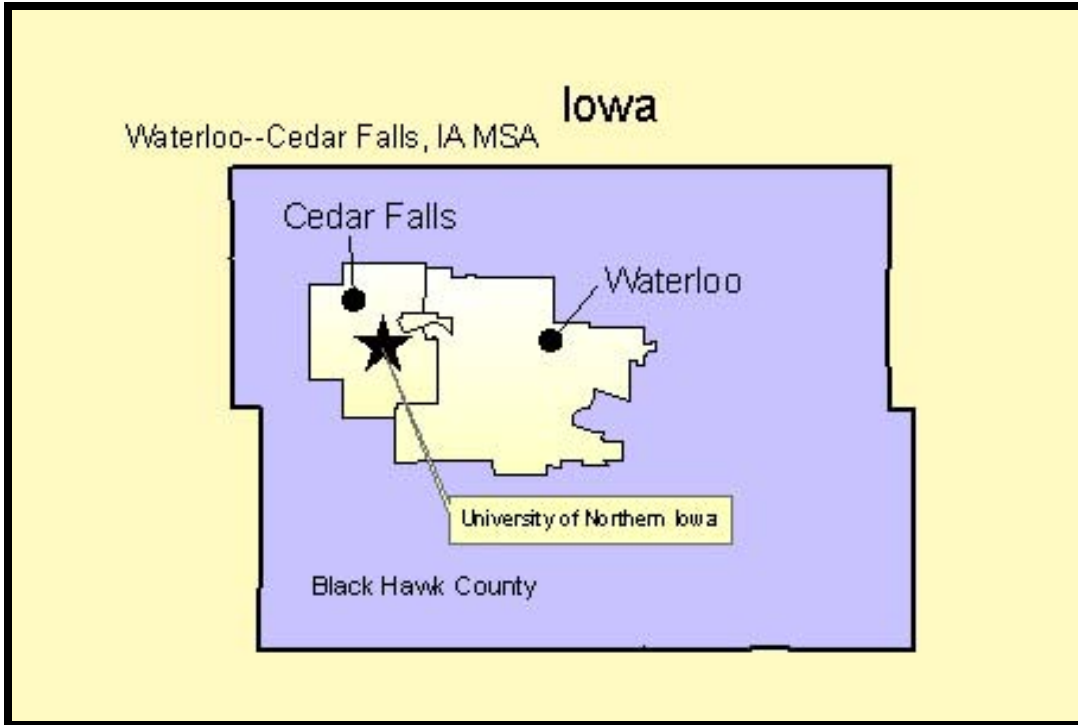 Iowa
Waterloo--Cedar Falls, IA MSA
Cedar Falls
Waterloo
University of Northern Iowa
Black Hawk County